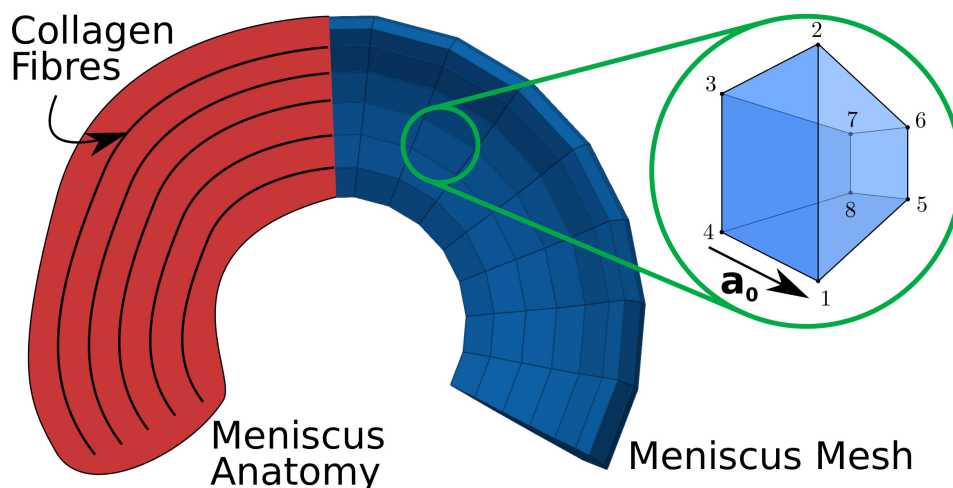 Collagen
Fibres
2
3
7
6
8
5
4
a₀
1
Meniscus
Anatomy
Meniscus Mesh